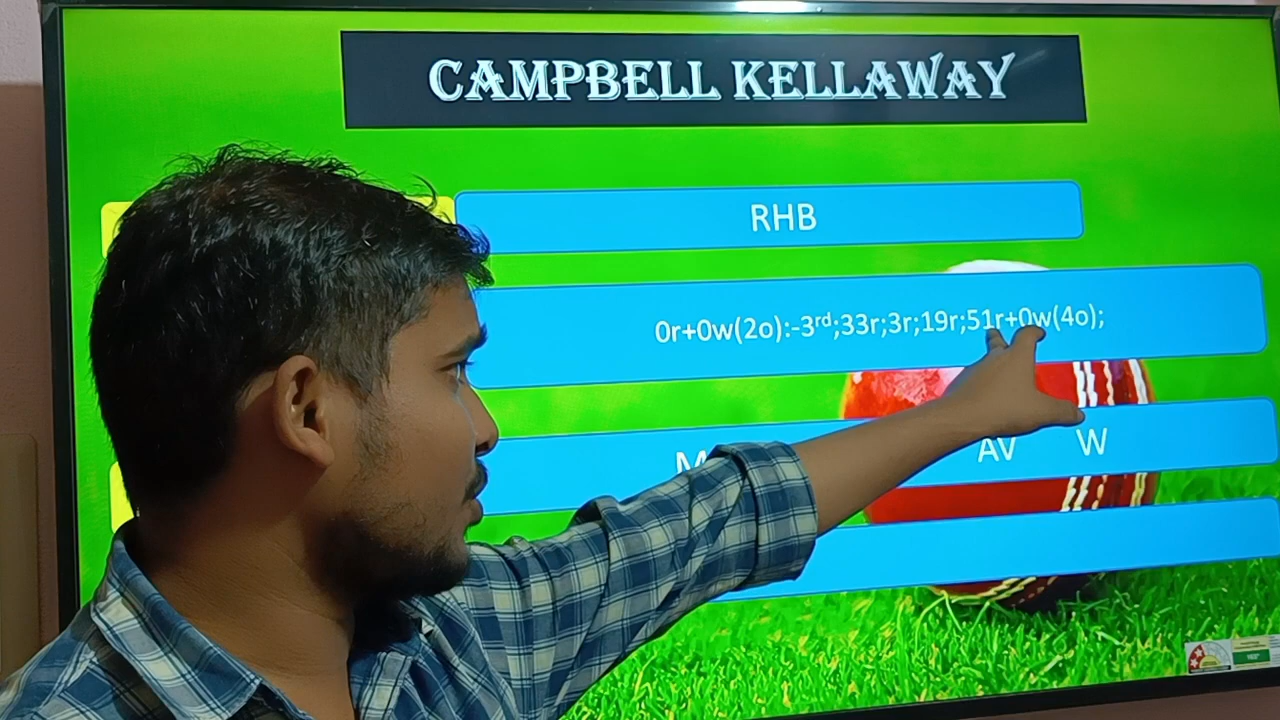 CAMPBELL KELLAWAY
RHB
0r+0w(2o):-3ʳᵈ;33r;3r;19r;51r+0w(4o);
AV W